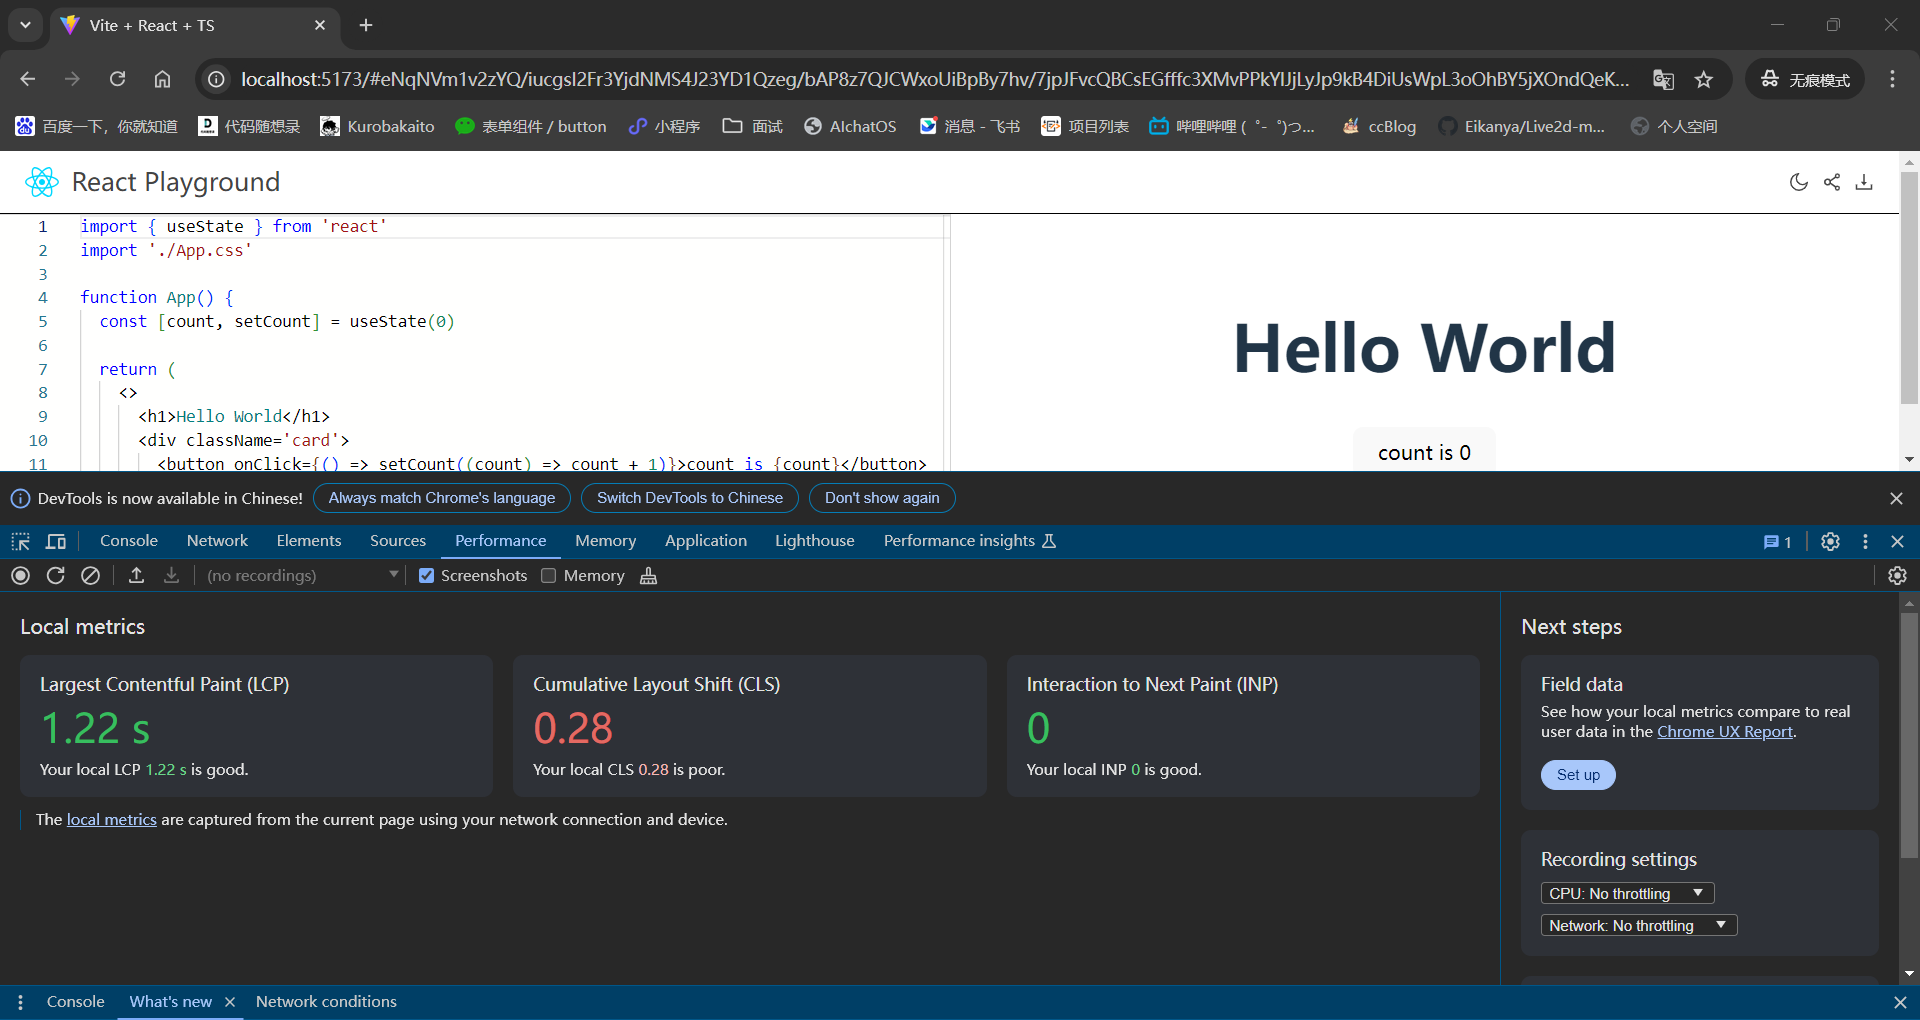 Vite + React + TS
localhost:5173/#eNqNVm1v2zYQ/iucgsI2Fr3YjdNMS4J23YD1Qzeg/bAP8z7QJCWxoUiBpBy7hv/7jpJFvcQBCsEGfffc3XMvPPkYIJjLyJp9kB4DiUsWpL3oOhBY5jXOndQeK...
无痕模式
百度一下，你就知道
代码随想录
Kurobakaito
表单组件 / button
小程序
面试
AIchatOS
消息 - 飞书
项目列表
哔哩哔哩 ( ゜- ゜)つ...
ccBlog
Eikanya/Live2d-m...
个人空间
React Playground
1 import { useState } from 'react'
2 import './App.css'
3
4 function App() {
5 const [count, setCount] = useState(0)
6
7 return (
8 <>
9 <h1>Hello World</h1>
10 <div className='card'>
11 <button onClick={() => setCount((count) => count + 1)}>count is {count}</button>
Hello World
count is 0
DevTools is now available in Chinese!
Always match Chrome's language
Switch DevTools to Chinese
Don't show again
Console
Network
Elements
Sources
Performance
Memory
Application
Lighthouse
Performance insights
1
(no recordings)
Screenshots
Memory
Local metrics
Largest Contentful Paint (LCP)
1.22 s
Your local LCP 1.22 s is good.
Cumulative Layout Shift (CLS)
0.28
Your local CLS 0.28 is poor.
Interaction to Next Paint (INP)
0
Your local INP 0 is good.
The local metrics are captured from the current page using your network connection and device.
Next steps
Field data
See how your local metrics compare to real
user data in the Chrome UX Report.
Set up
Recording settings
CPU: No throttling
Network: No throttling
Console
What's new
Network conditions